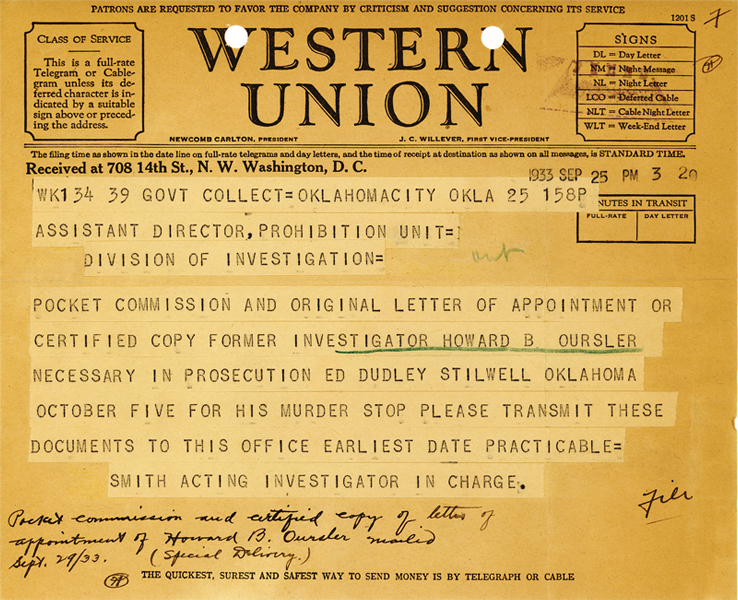 PATRONS ARE REQUESTED TO FAVOR THE COMPANY BY CRITICISM AND SUGGESTION CONCERNING ITS SERVICE
1201 S
CLASS OF SERVICE
This is a full-rate
Telegram or Cable-
gram unless its de-
ferred character is in-
dicated by a suitable
sign above or preced-
ing the address.
WESTERN
UNION
NEWCOMB CARLTON, PRESIDENT
J. C. WILLEVER, FIRST VICE-PRESIDENT
SIGNS
DL = Day Letter
NM = Night Message
NL = Night Letter
LCO = Deferred Cable
NLT = Cable Night Letter
WLT = Week-End Letter
The filing time as shown in the date line on full-rate telegrams and day letters, and the time of receipt at destination as shown on all messages, is STANDARD TIME.
Received at 708 14th St., N. W. Washington, D. C.
1933 SEP 25 PM 3 20
WK134 39 GOVT COLLECT=OKLAHOMACITY OKLA 25 158P
NUTES IN TRANSIT
FULL-RATE
DAY LETTER
ASSISTANT DIRECTOR, PROHIBITION UNIT=
DIVISION OF INVESTIGATION=
POCKET COMMISSION AND ORIGINAL LETTER OF APPOINTMENT OR
CERTIFIED COPY FORMER INVESTIGATOR HOWARD B OURSLER
NECESSARY IN PROSECUTION ED DUDLEY STILWELL OKLAHOMA
OCTOBER FIVE FOR HIS MURDER STOP PLEASE TRANSMIT THESE
DOCUMENTS TO THIS OFFICE EARLIEST DATE PRACTICABLE=
SMITH ACTING INVESTIGATOR IN CHARGE.
File
Pocket commission and certified copy of letter of
appointment of Howard B. Oursler mailed
Sept. 29/33. (Special Delivery.)
THE QUICKEST, SUREST AND SAFEST WAY TO SEND MONEY IS BY TELEGRAPH OR CABLE